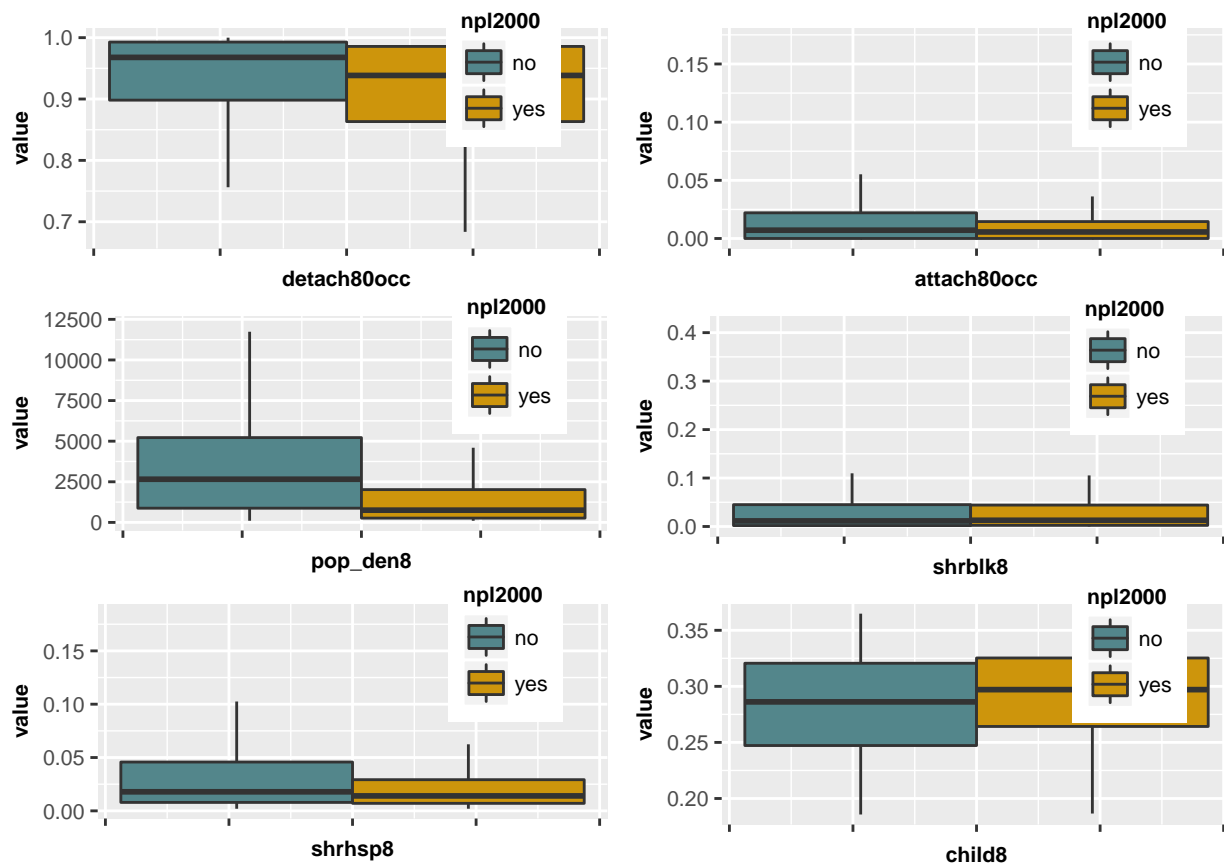 npl2000
no
yes
1.0
0.9
0.8
0.7
value
detach80occ
npl2000
no
yes
0.15
0.10
0.05
0.00
value
attach80occ
npl2000
no
yes
12500
10000
7500
5000
2500
0
value
pop_den8
npl2000
no
yes
0.4
0.3
0.2
0.1
0.0
value
shrblk8
npl2000
no
yes
0.15
0.10
0.05
0.00
value
shrhsp8
npl2000
no
yes
0.35
0.30
0.25
0.20
value
child8